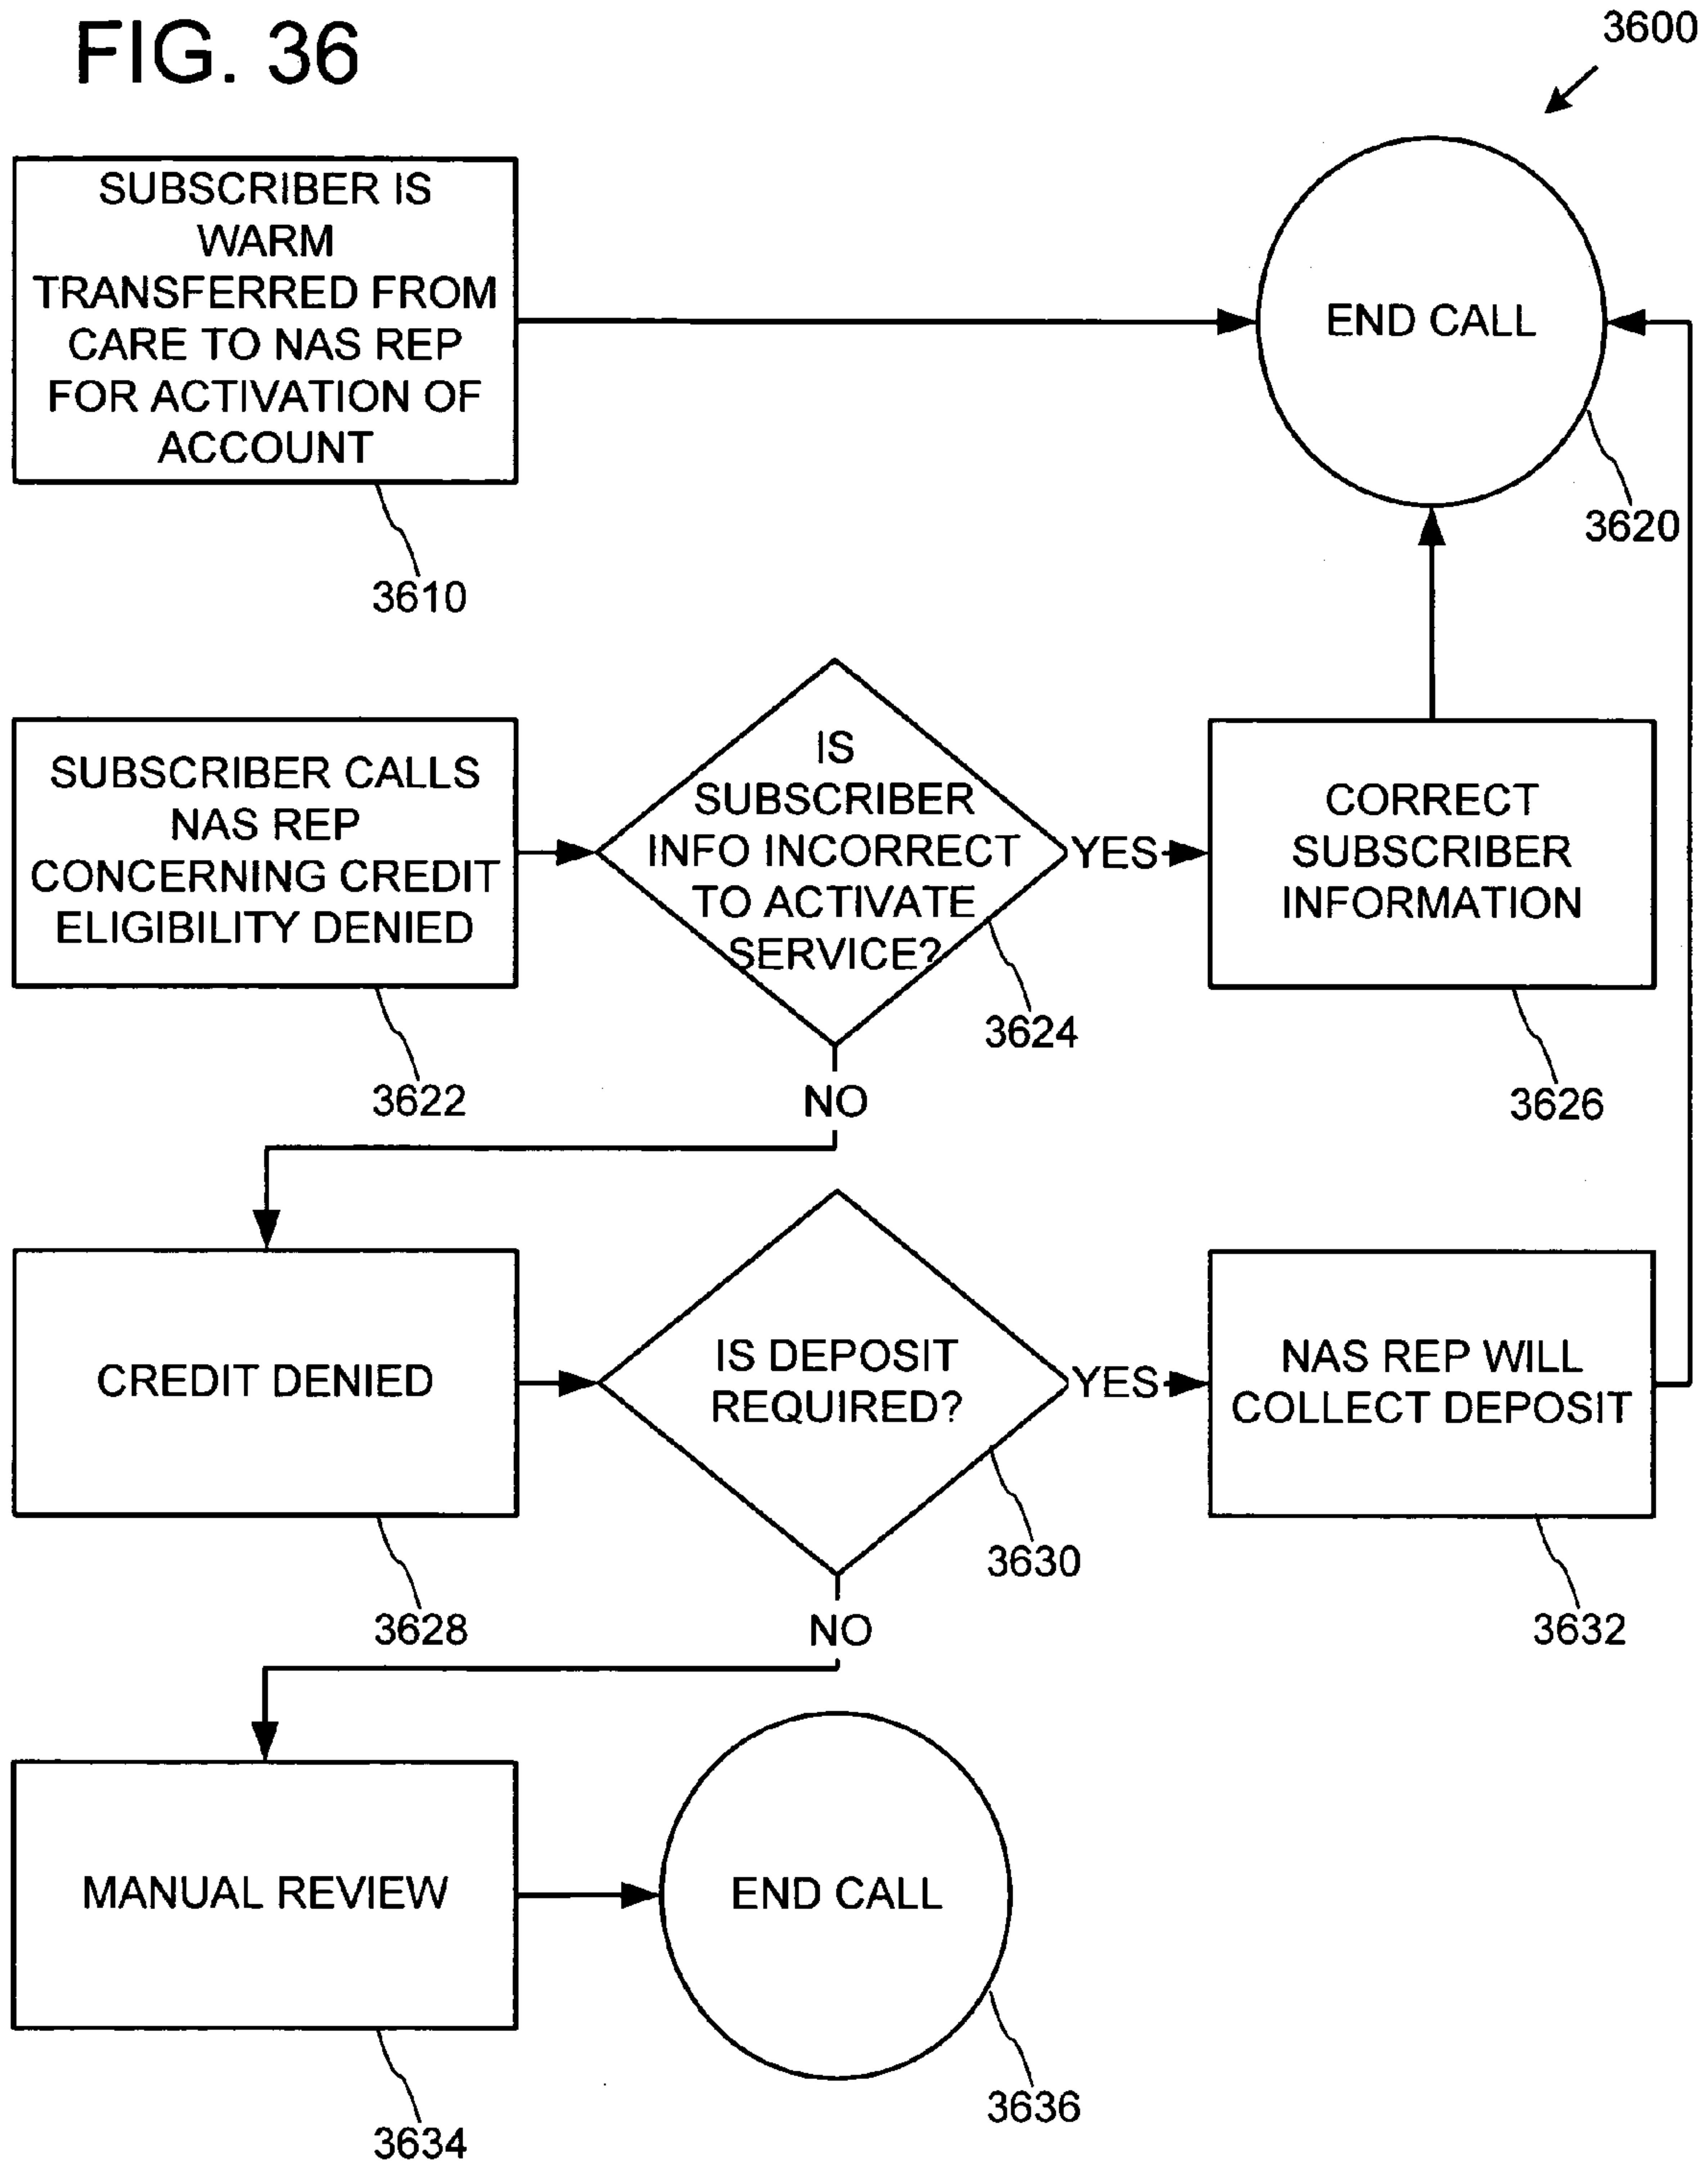 FIG. 36
3600
SUBSCRIBER IS
WARM
TRANSFERRED FROM
CARE TO NAS REP
FOR ACTIVATION OF
ACCOUNT
3610
END CALL
3620
SUBSCRIBER CALLS
NAS REP
CONCERNING CREDIT
ELIGIBILITY DENIED
3622
IS
SUBSCRIBER
INFO INCORRECT
TO ACTIVATE
SERVICE?
3624
YES
CORRECT
SUBSCRIBER
INFORMATION
3626
NO
CREDIT DENIED
3628
IS DEPOSIT
REQUIRED?
3630
YES
NAS REP WILL
COLLECT DEPOSIT
3632
NO
MANUAL REVIEW
3634
END CALL
3636